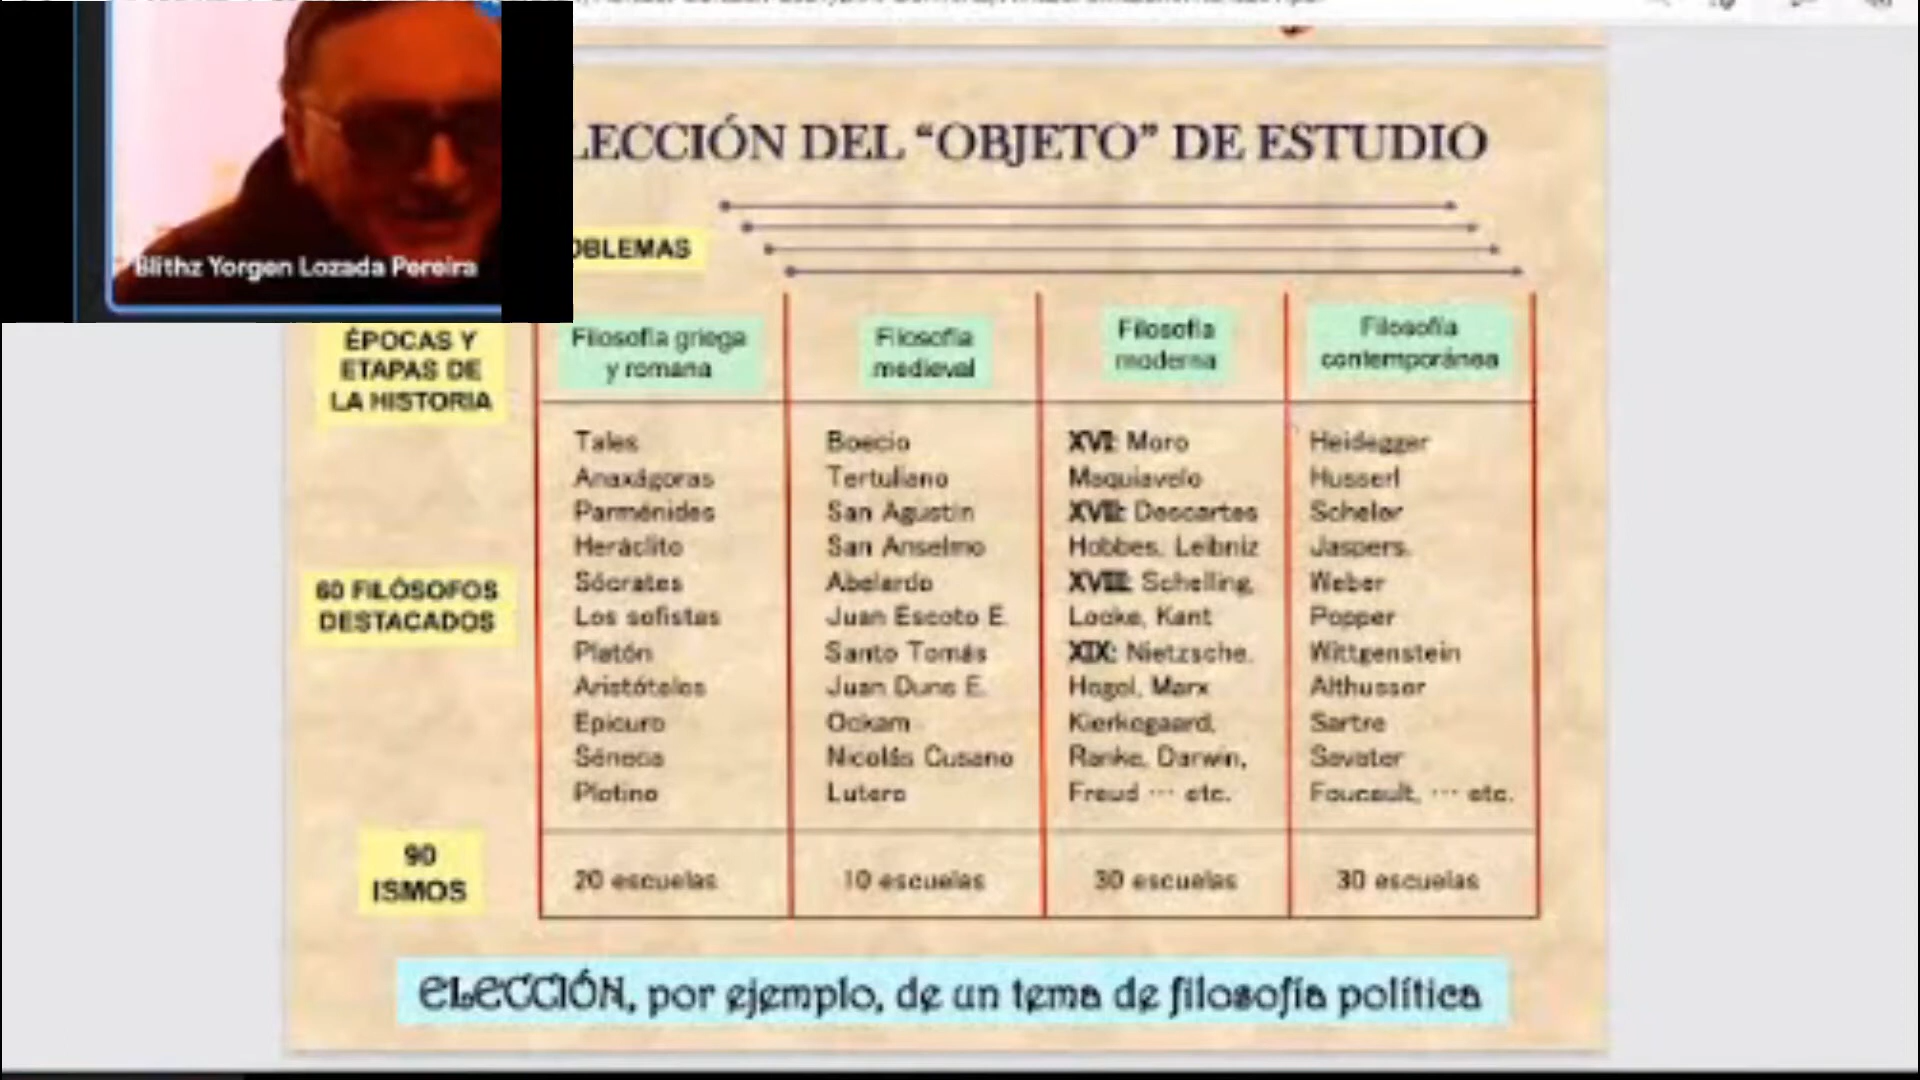 LECCIÓN DEL “OBJETO” DE ESTUDIO
OBLEMAS
Blithz Yorgen Lozada Pereira
ÉPOCAS Y
ETAPAS DE
LA HISTORIA
Filosofía griega
y romana
Filosofía
medieval
Filosofía
moderna
Filosofía
contemporánea
60 FILÓSOFOS
DESTACADOS
Tales
Anaxágoras
Parménides
Heráclito
Sócrates
Los sofistas
Platón
Aristóteles
Epicuro
Séneca
Plotino
Boecio
Tertuliano
San Agustín
San Anselmo
Abelardo
Juan Escoto E.
Santo Tomás
Juan Duns E.
Ockam
Nicolás Cusano
Lutero
XVI: Moro
Maquiavelo
XVII: Descartes
Hobbes, Leibniz
XVIII: Schelling,
Locke, Kant
XIX: Nietzsche,
Hegel, Marx
Kierkegaard,
Ranke, Darwin,
Freud ··· etc.
Heidegger
Husserl
Scheler
Jaspers.
Weber
Popper
Wittgenstein
Althusser
Sartre
Savater
Foucault, ··· etc.
90
ISMOS
20 escuelas
10 escuelas
30 escuelas
30 escuelas
ELECCIÓN, por ejemplo, de un tema de filosofía política